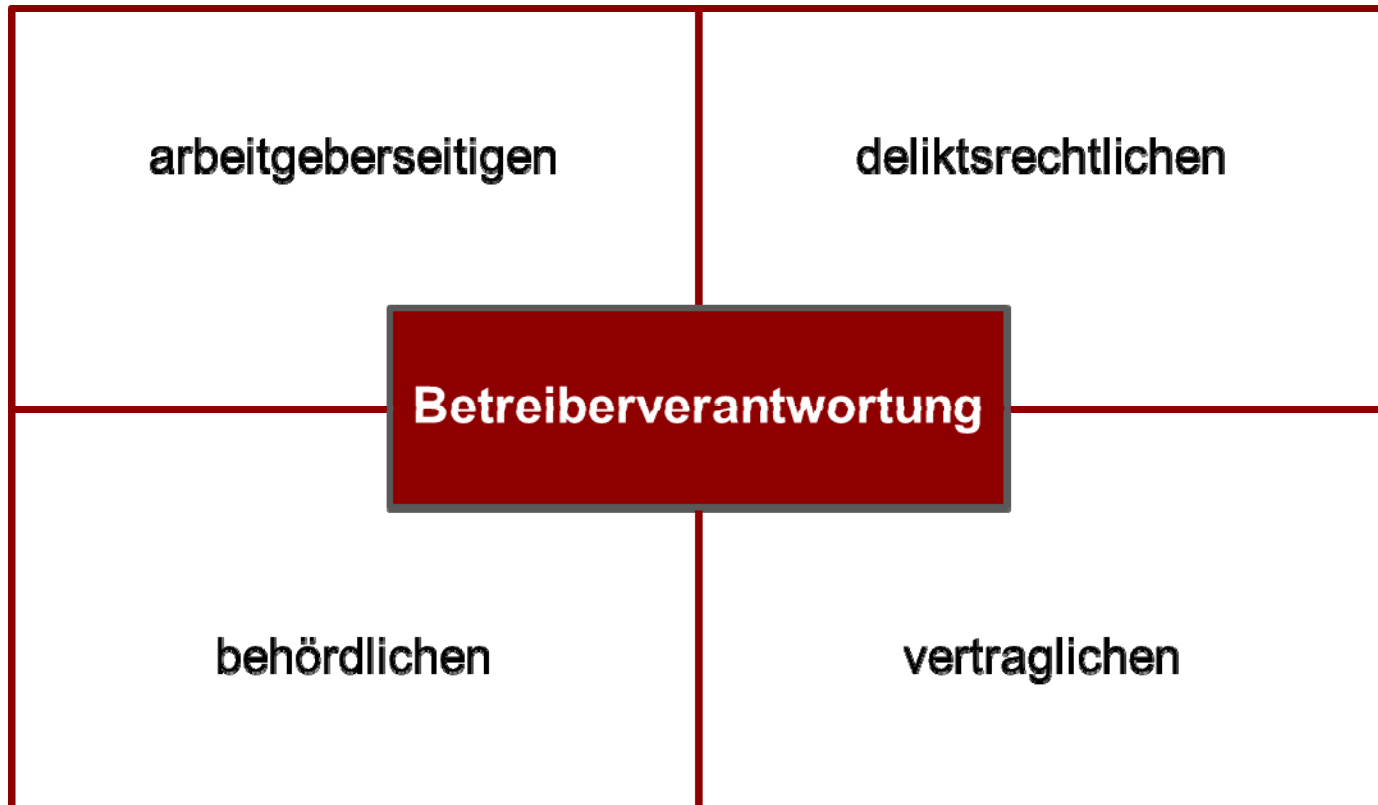 arbeitgeberseitigen
deliktsrechtlichen
Betreiberverantwortung
behördlichen
vertraglichen